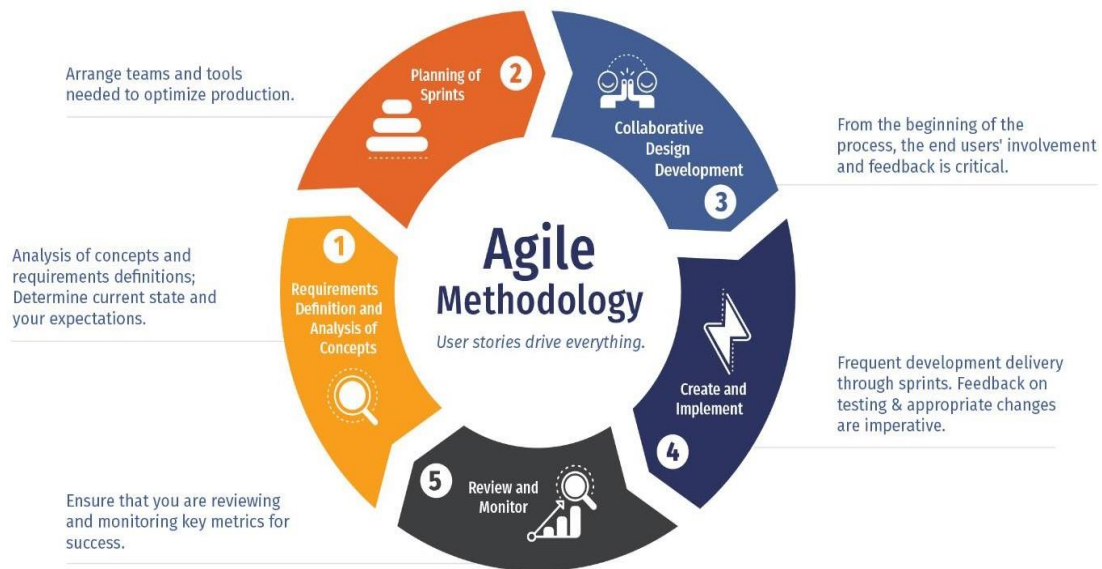 Agile
Methodology
User stories drive everything.
1
Requirements
Definition and
Analysis of
Concepts
Analysis of concepts and
requirements definitions;
Determine current state and
your expectations.
2
Planning of
Sprints
Arrange teams and tools
needed to optimize production.
3
Collaborative
Design
Development
From the beginning of the
process, the end users' involvement
and feedback is critical.
4
Create and
Implement
Frequent development delivery
through sprints. Feedback on
testing & appropriate changes
are imperative.
5
Review and
Monitor
Ensure that you are reviewing
and monitoring key metrics for
success.